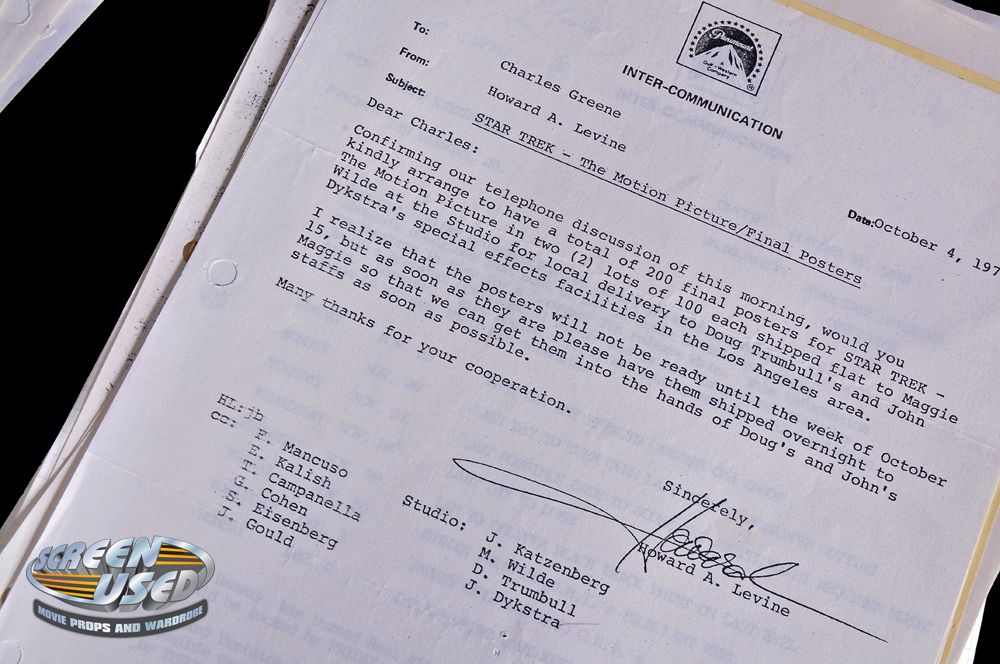 Paramount
Gulf + Western
Company
INTER-COMMUNICATION
To: Charles Greene
From: Howard A. Levine
Subject: STAR TREK - The Motion Picture/Final Posters
Date: October 4, 197
Dear Charles:
Confirming our telephone discussion of this morning, would you
kindly arrange to have a total of 200 final posters for STAR TREK -
The Motion Picture in two (2) lots of 100 each shipped flat to Maggie
Wilde at the Studio for local delivery to Doug Trumbull's and John
Dykstra's special effects facilities in the Los Angeles area.
I realize that the posters will not be ready until the week of October
15, but as soon as they are please have them shipped overnight to
Maggie so that we can get them into the hands of Doug's and John's
staffs as soon as possible.
Many thanks for your cooperation.
Sincerely,
Howard
Howard A. Levine
HL:jb
cc: F. Mancuso
E. Kalish
T. Campanella
G. Cohen
S. Eisenberg
J. Gould
Studio: J. Katzenberg
M. Wilde
D. Trumbull
J. Dykstra
SCREEN
USED
MOVIE PROPS AND WARDROBE